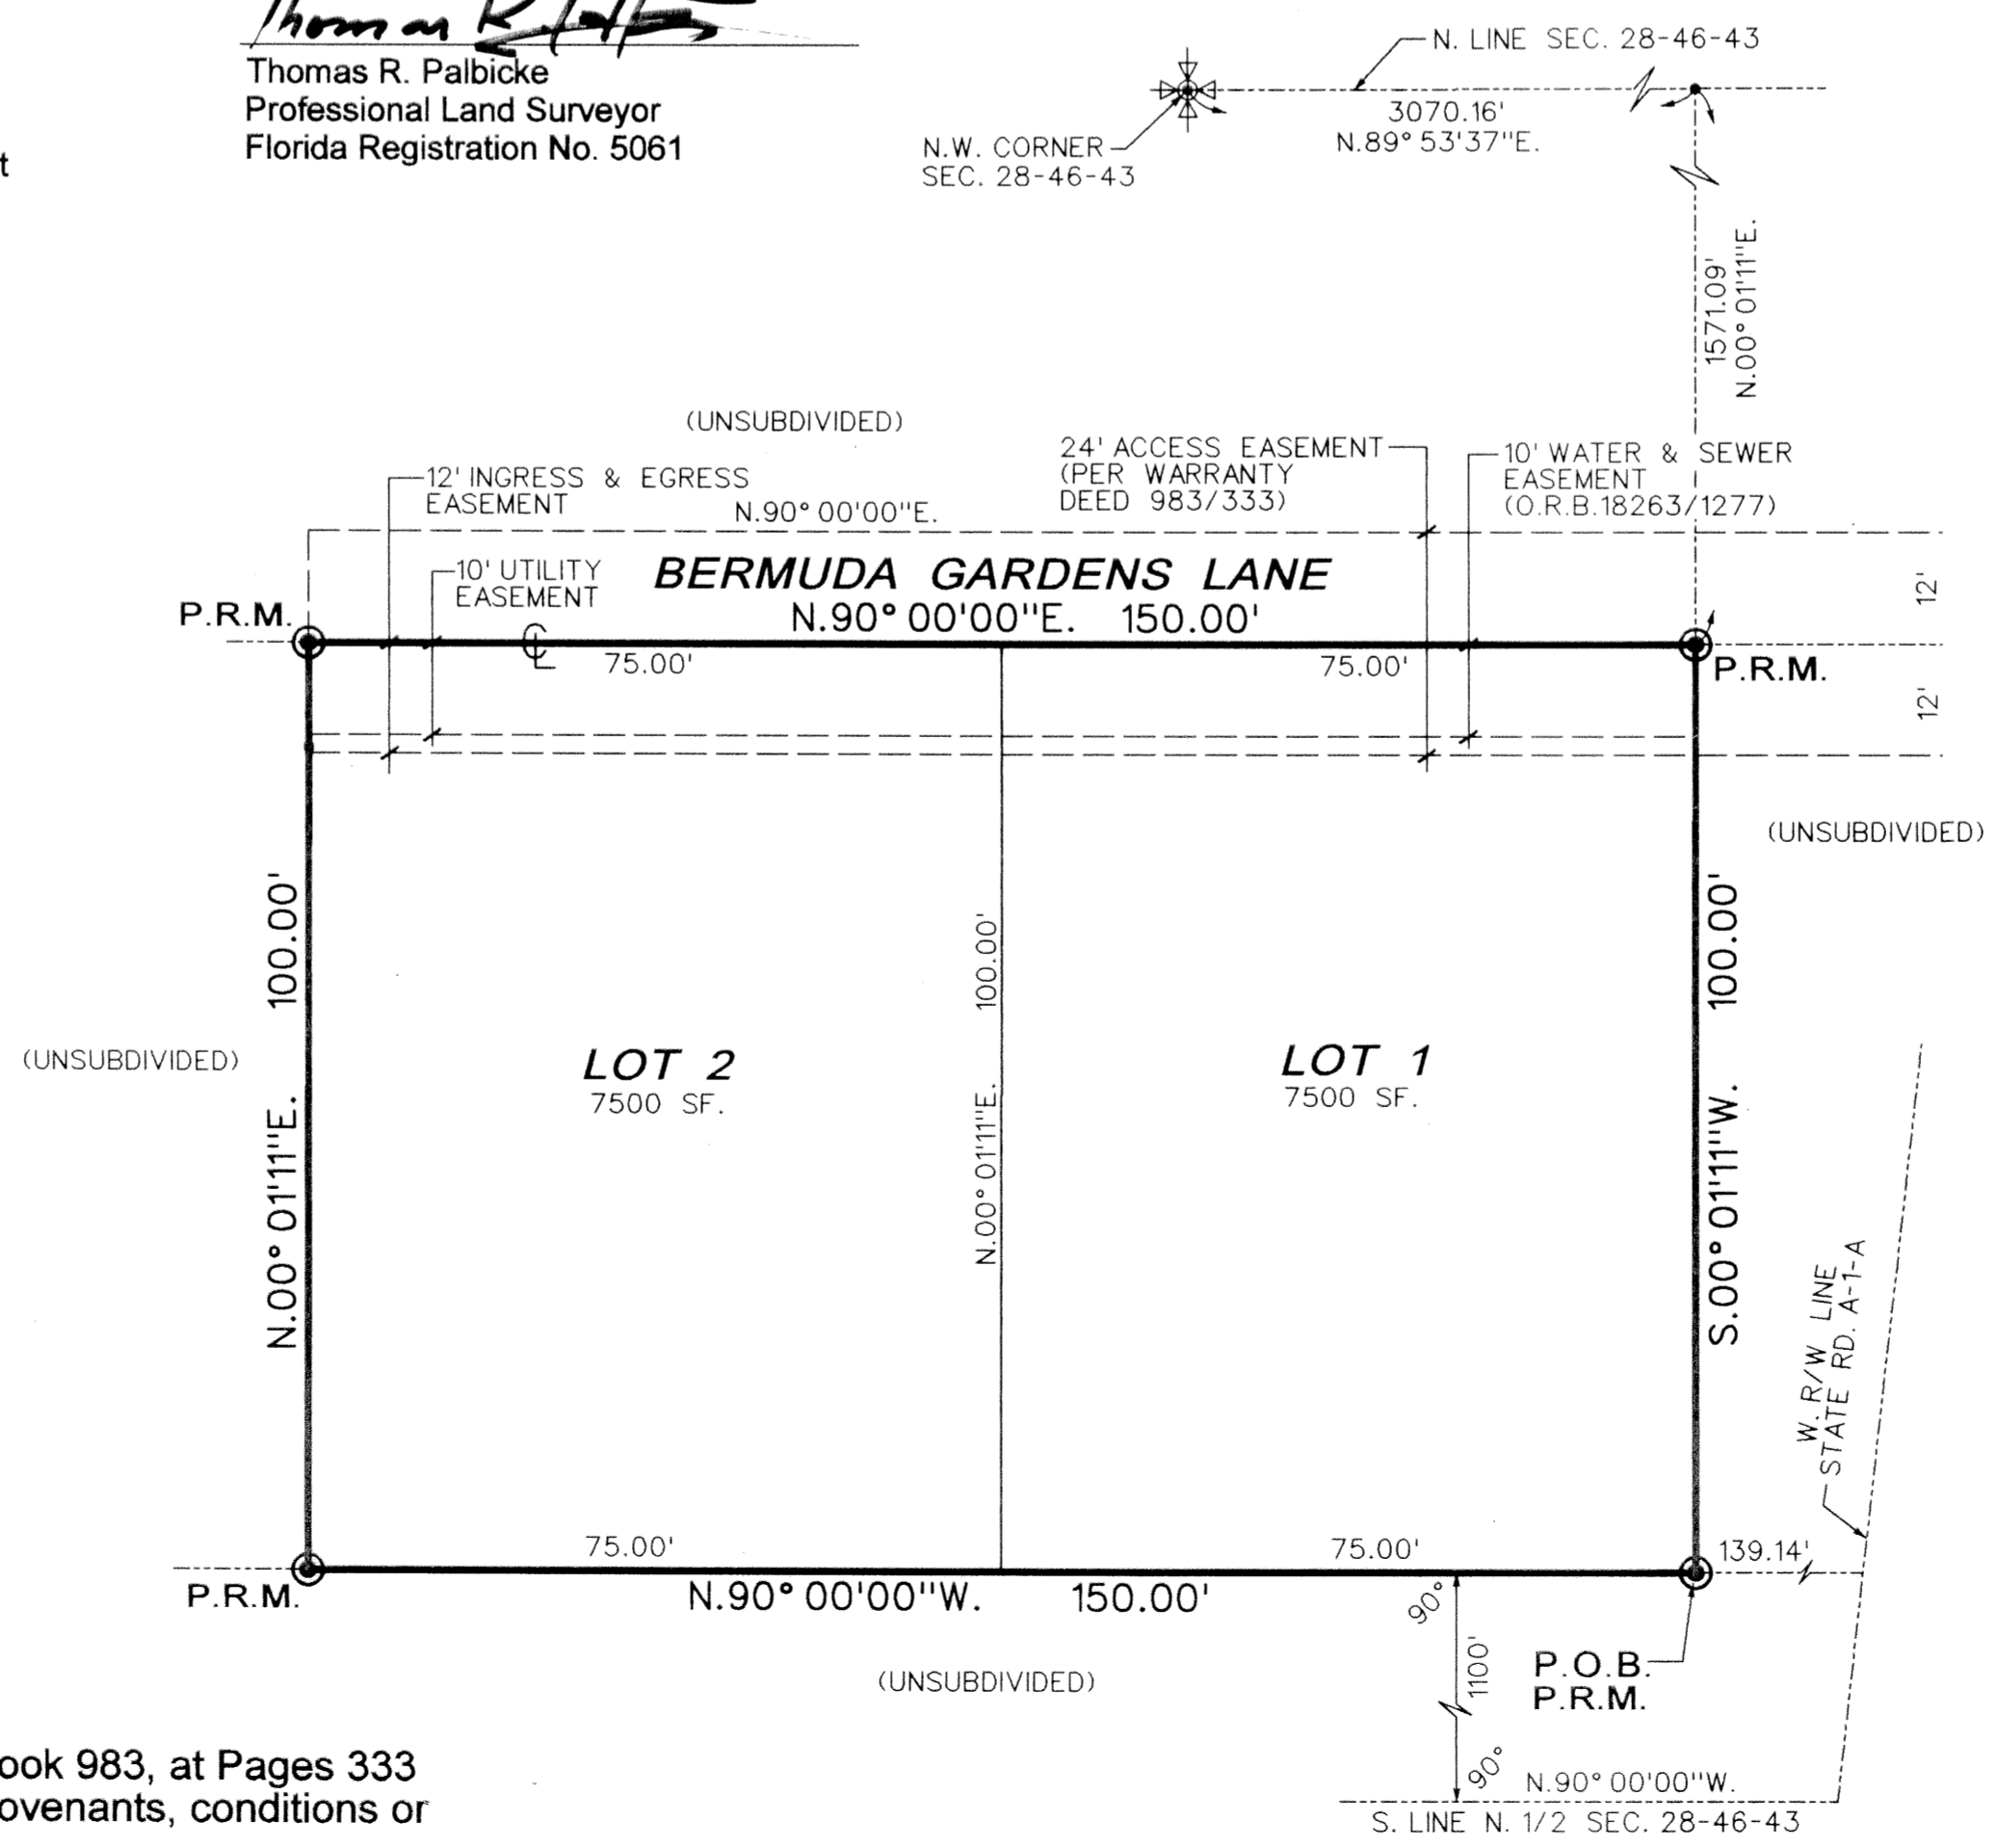 Thomas R. Palbicke
Professional Land Surveyor
Florida Registration No. 5061
t
N. LINE SEC. 28-46-43
3070.16'
N.89°53'37"E.
N.W. CORNER
SEC. 28-46-43
1571.09'
N.00°01'11"E.
(UNSUBDIVIDED)
12' INGRESS & EGRESS
EASEMENT
N.90°00'00"E.
24' ACCESS EASEMENT
(PER WARRANTY
DEED 983/333)
10' WATER & SEWER
EASEMENT
(O.R.B.18263/1277)
10' UTILITY
EASEMENT
BERMUDA GARDENS LANE
N.90°00'00"E. 150.00'
12'
P.R.M.
75.00'
75.00'
P.R.M.
12'
(UNSUBDIVIDED)
N.00°01'11"E. 100.00'
N.00°01'11"E. 100.00'
S.00°01'11"W. 100.00'
(UNSUBDIVIDED)
LOT 2
7500 SF.
LOT 1
7500 SF.
W. R/W LINE
STATE RD. A-1-A
75.00'
75.00'
139.14'
P.R.M.
N.90°00'00"W. 150.00'
90°
1100'
P.O.B.
P.R.M.
(UNSUBDIVIDED)
90°
N.90°00'00"W.
S. LINE N. 1/2 SEC. 28-46-43
ook 983, at Pages 333
ovenants, conditions or